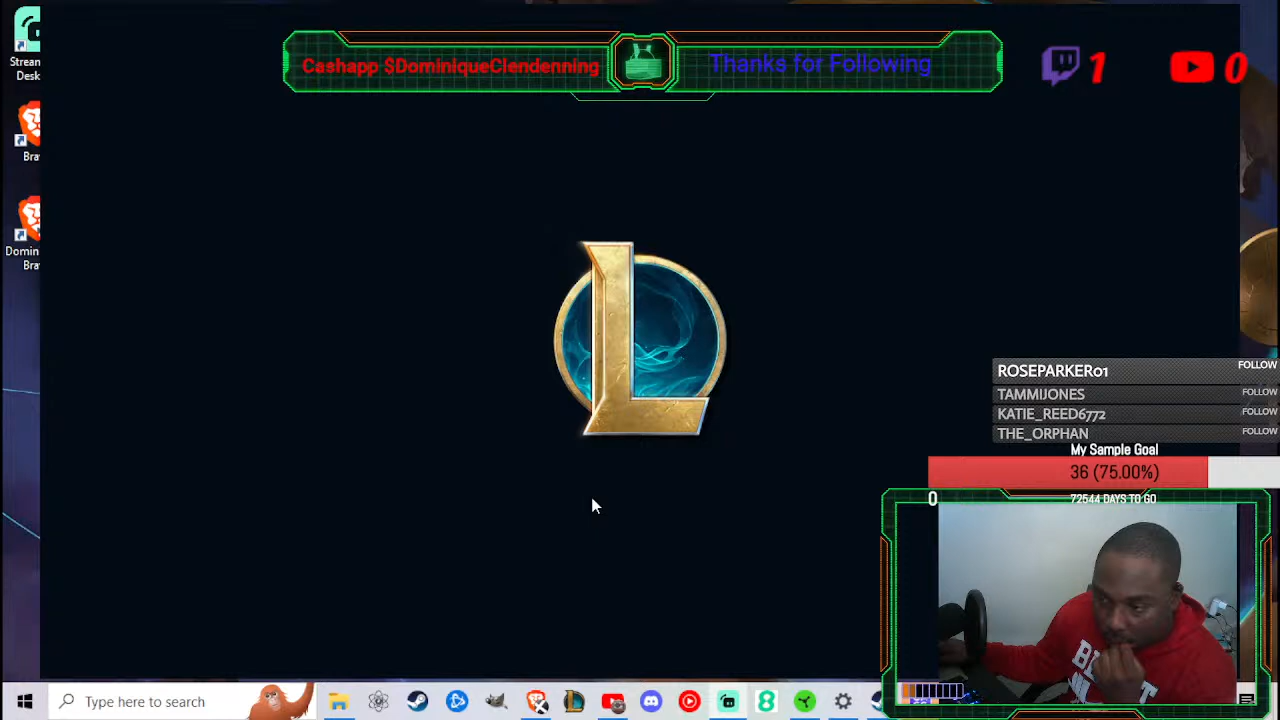 Cashapp $DominiqueClendenning
Thanks for Following
1
0
Stream
Desk
Bra
Domin
Bra
L
ROSEPARKER01 FOLLOW
TAMMIJONES FOLLOW
KATIE_REED6772 FOLLOW
THE_ORPHAN FOLLOW
My Sample Goal
36 (75.00%)
0
72544 DAYS TO GO
Type here to search